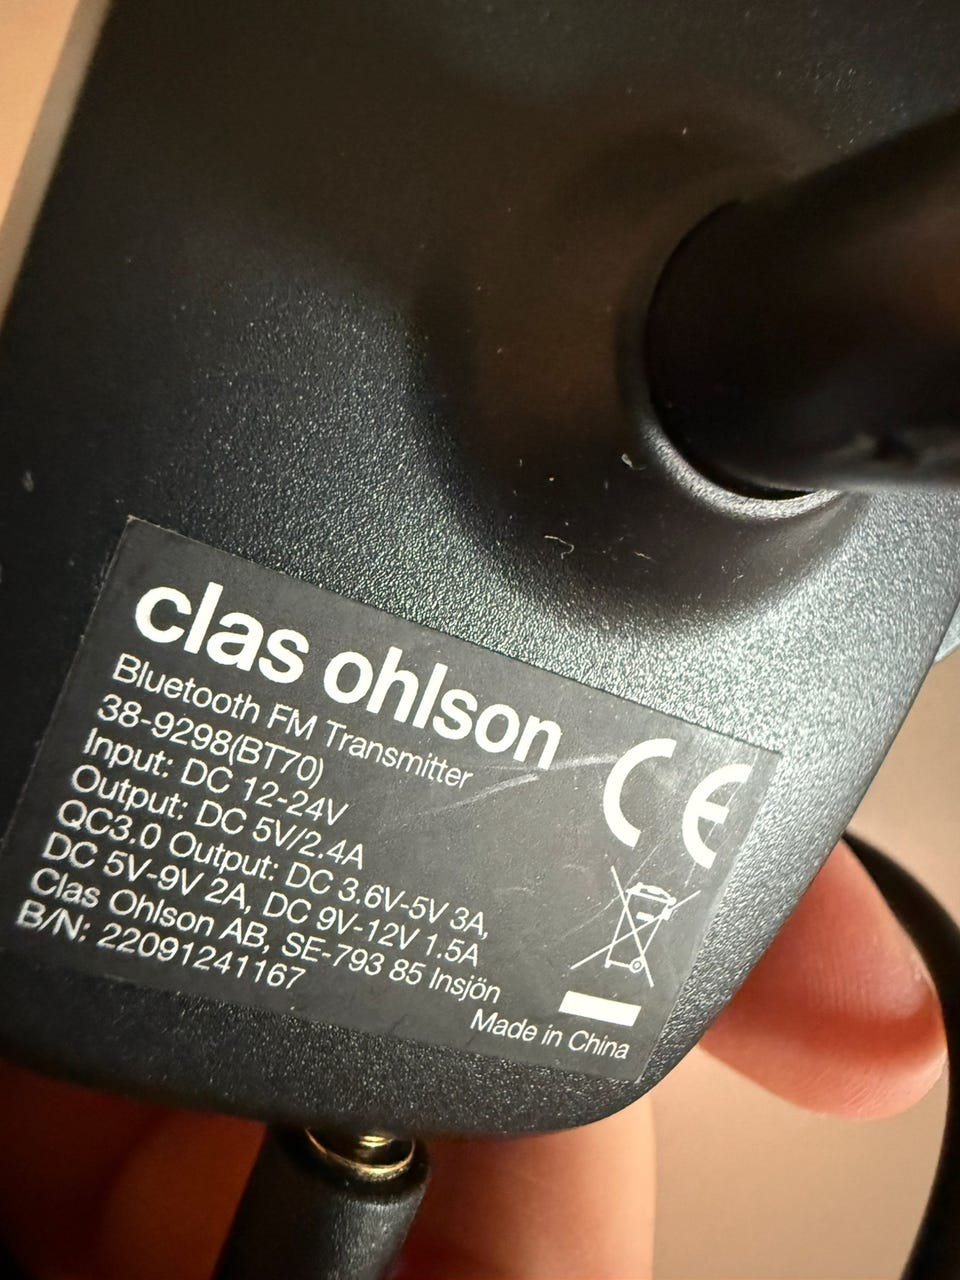 clas ohlson
Bluetooth FM Transmitter
38-9298(BT70)
Input: DC 12-24V
Output: DC 5V/2.4A
QC3.0 Output: DC 3.6V-5V 3A,
DC 5V-9V 2A, DC 9V-12V 1.5A
Clas Ohlson AB, SE-793 85 Insjön
B/N: 22091241167
Made in China
CE